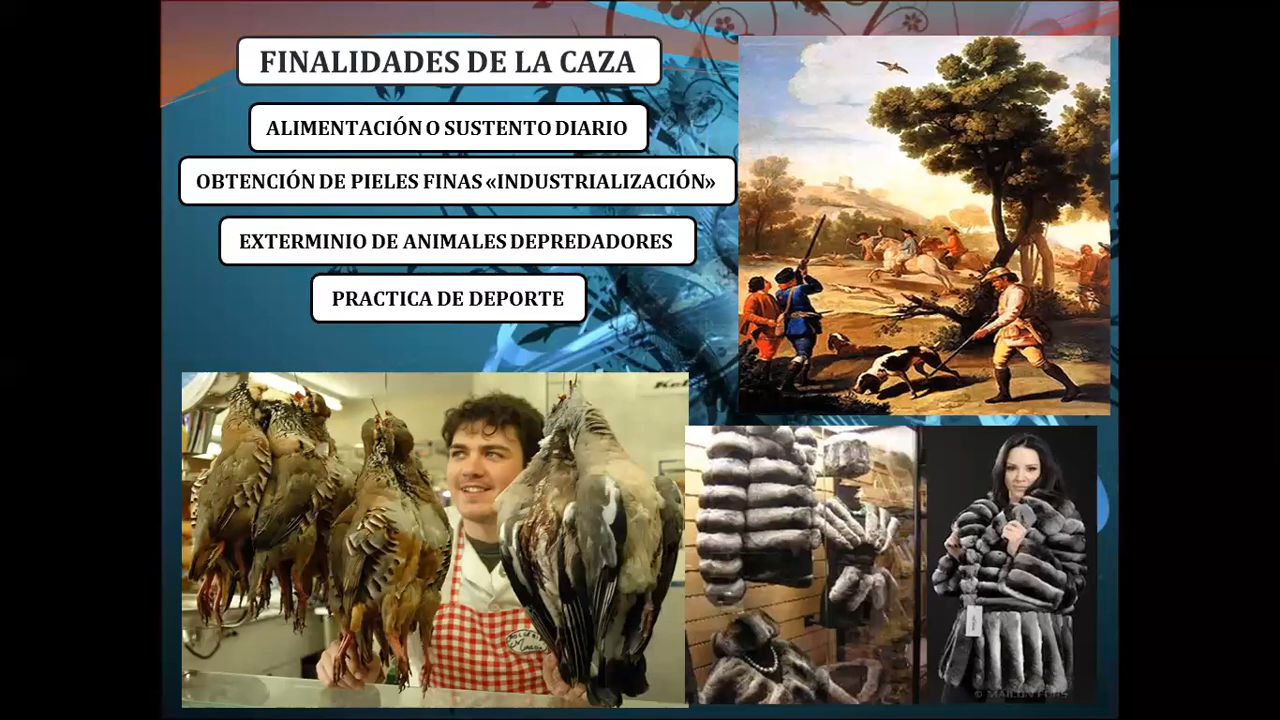 FINALIDADES DE LA CAZA
ALIMENTACIÓN O SUSTENTO DIARIO
OBTENCIÓN DE PIELES FINAS «INDUSTRIALIZACIÓN»
EXTERMINIO DE ANIMALES DEPREDADORES
PRACTICA DE DEPORTE